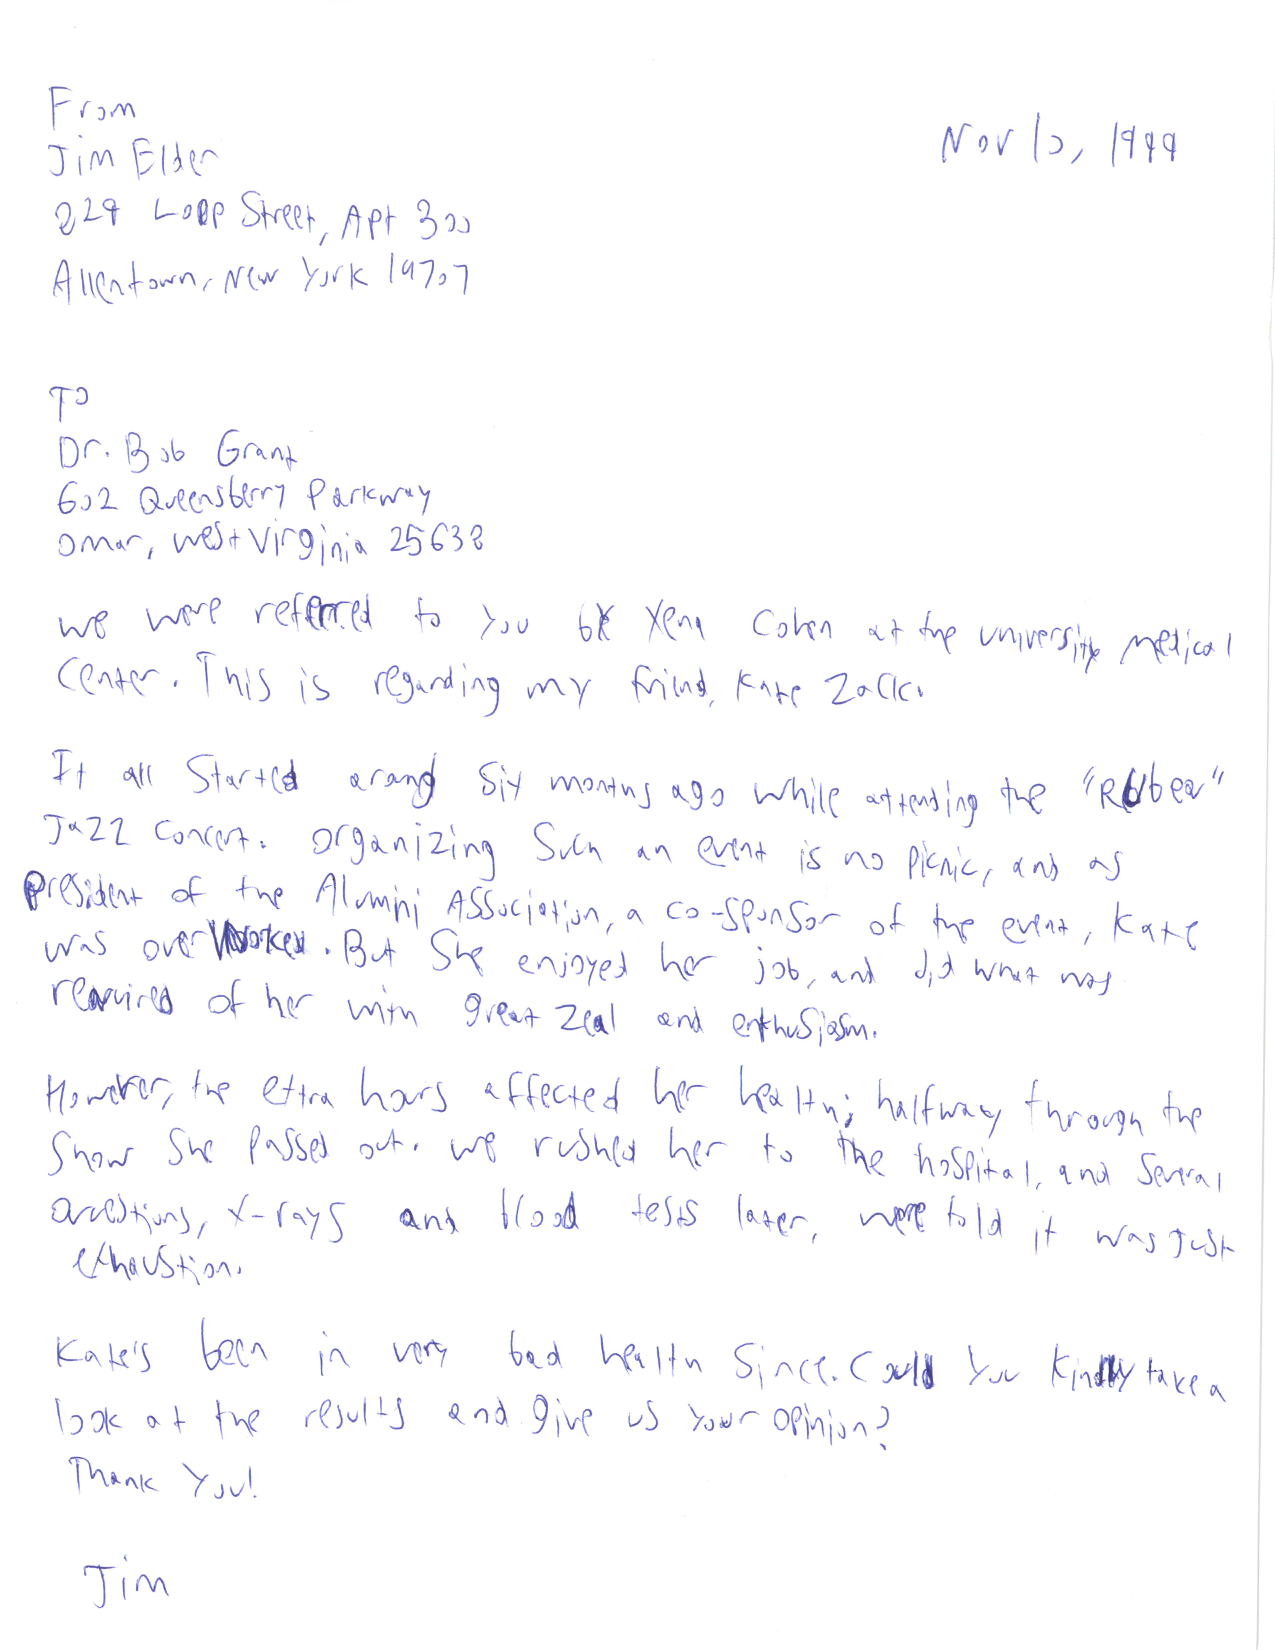 From
Nov 10, 1999
Jim Elder
829 Loop Street, Apt 300
Allentown, New York 14707
To
Dr. Bob Grant
602 Queensberry Parkway
Omar, West Virginia 25638
We were referred to you by Xena Cohen at the University Medical
Center. This is regarding my friend, Kate Zack.
It all started around six months ago while attending the "Rubeq"
Jazz Concert. Organizing such an event is no picnic, and as
President of the Alumni Association, a co-sponsor of the event, Kate
was overworked. But she enjoyed her job, and did what was
required of her with great zeal and enthusiasm.
However, the extra hours affected her health; halfway through the
show she passed out. We rushed her to the hospital, and several
questions, x-rays and blood tests later, were told it was just
exhaustion.
Kate's been in very bad health since. Could you kindly take a
look at the results and give us your opinion?
Thank you!
Jim